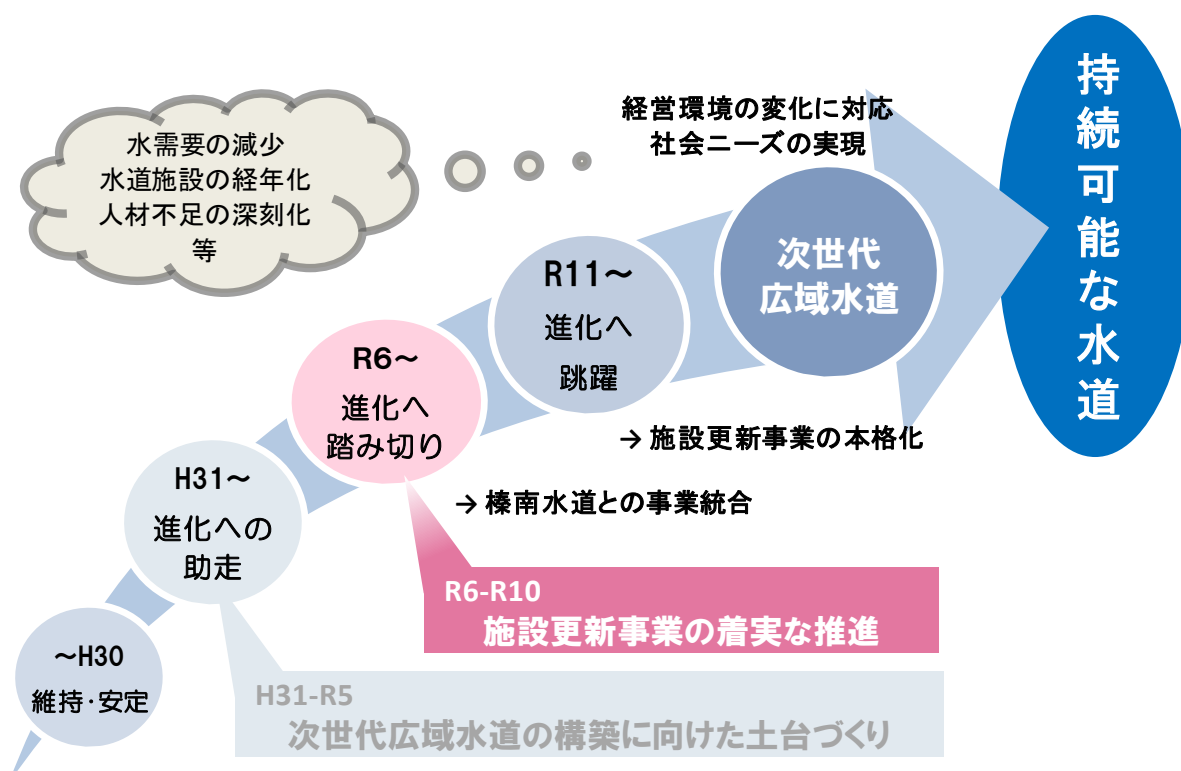 水需要の減少
水道施設の経年化
人材不足の深刻化
等
経営環境の変化に対応
社会ニーズの実現
持続可能な水道
次世代
広域水道
R11～
進化へ
跳躍
→ 施設更新事業の本格化
R6～
進化へ
踏み切り
→ 榛南水道との事業統合
H31～
進化への
助走
R6-R10
施設更新事業の着実な推進
～H30
維持・安定
H31-R5
次世代広域水道の構築に向けた土台づくり